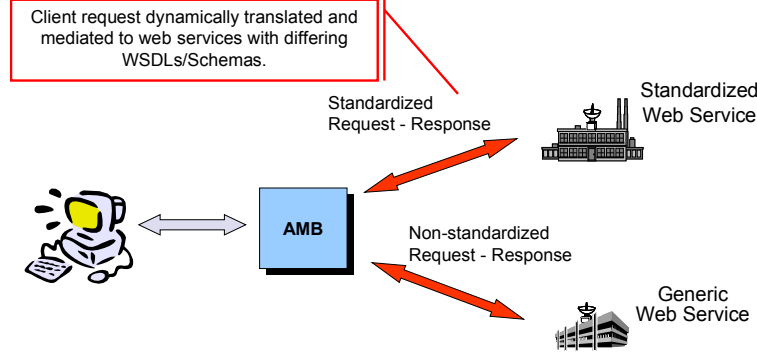 Client request dynamically translated and
mediated to web services with differing
WSDLs/Schemas.
Standardized
Request - Response
Standardized
Web Service
AMB
Non-standardized
Request - Response
Generic
Web Service